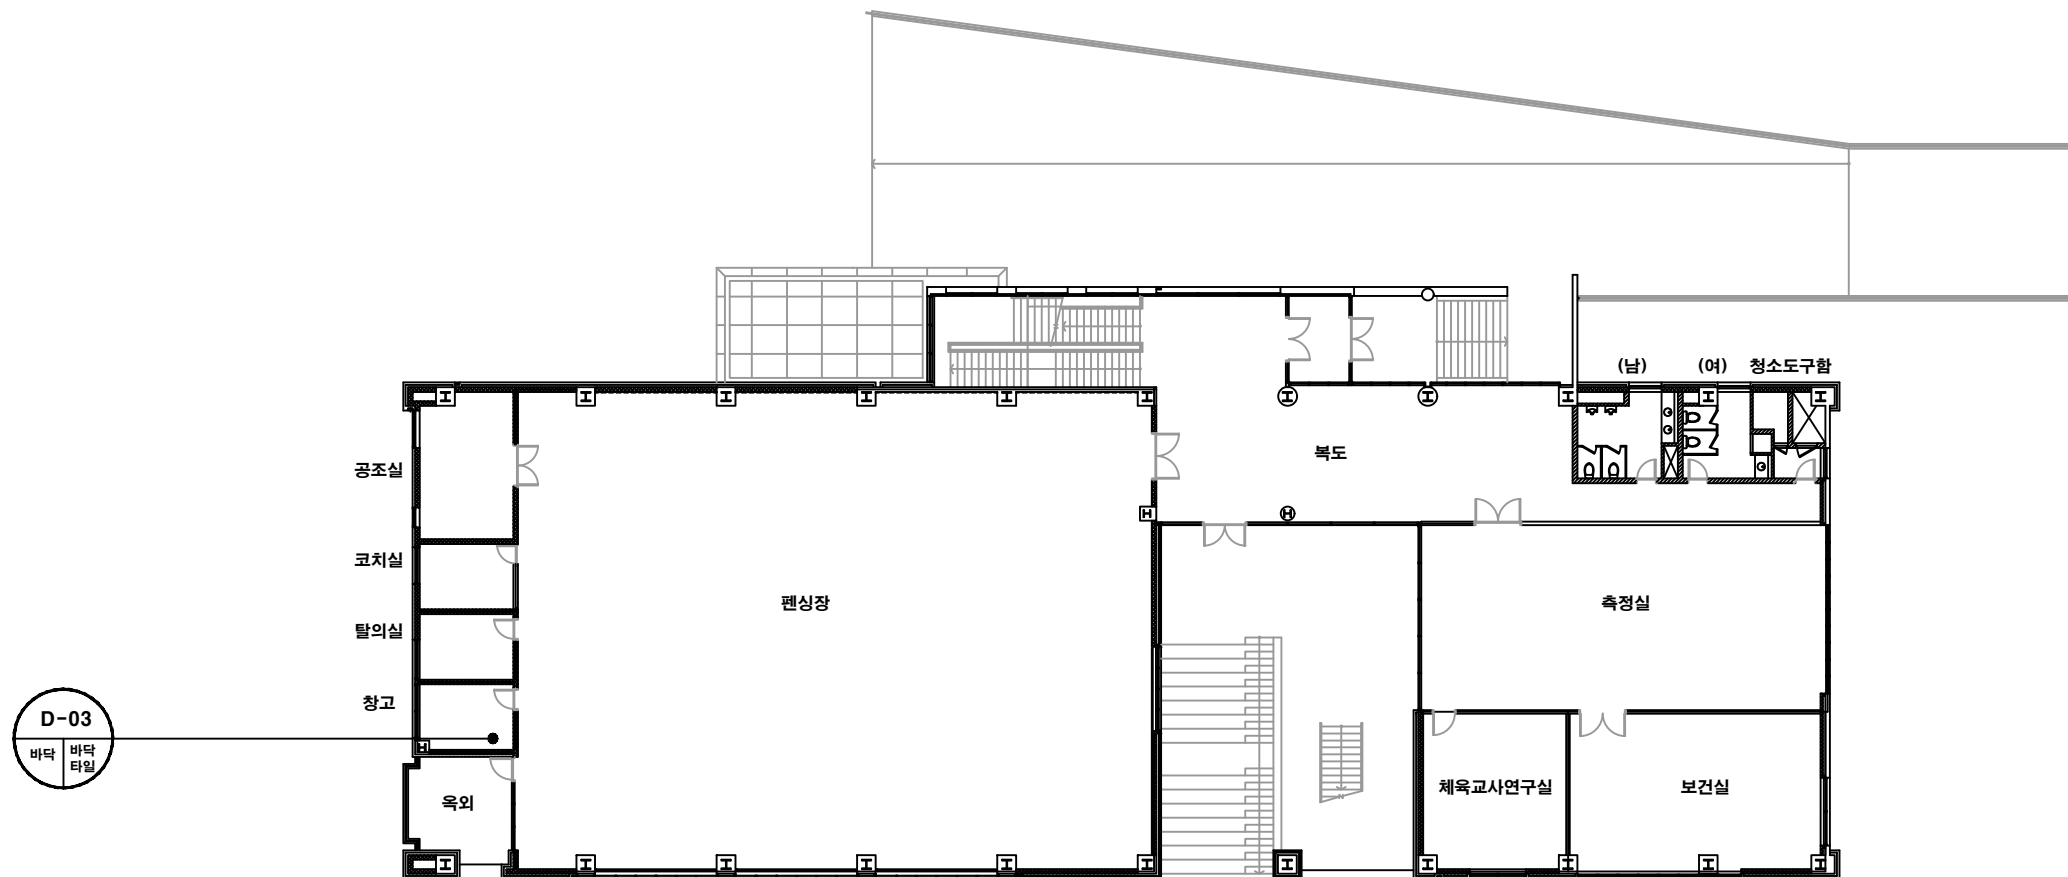 (남) (여) 청소도구함
복도
공조실
코치실
펜싱장
측정실
탈의실
창고
D-03
바닥
바닥
타일
옥외
체육교사연구실
보건실